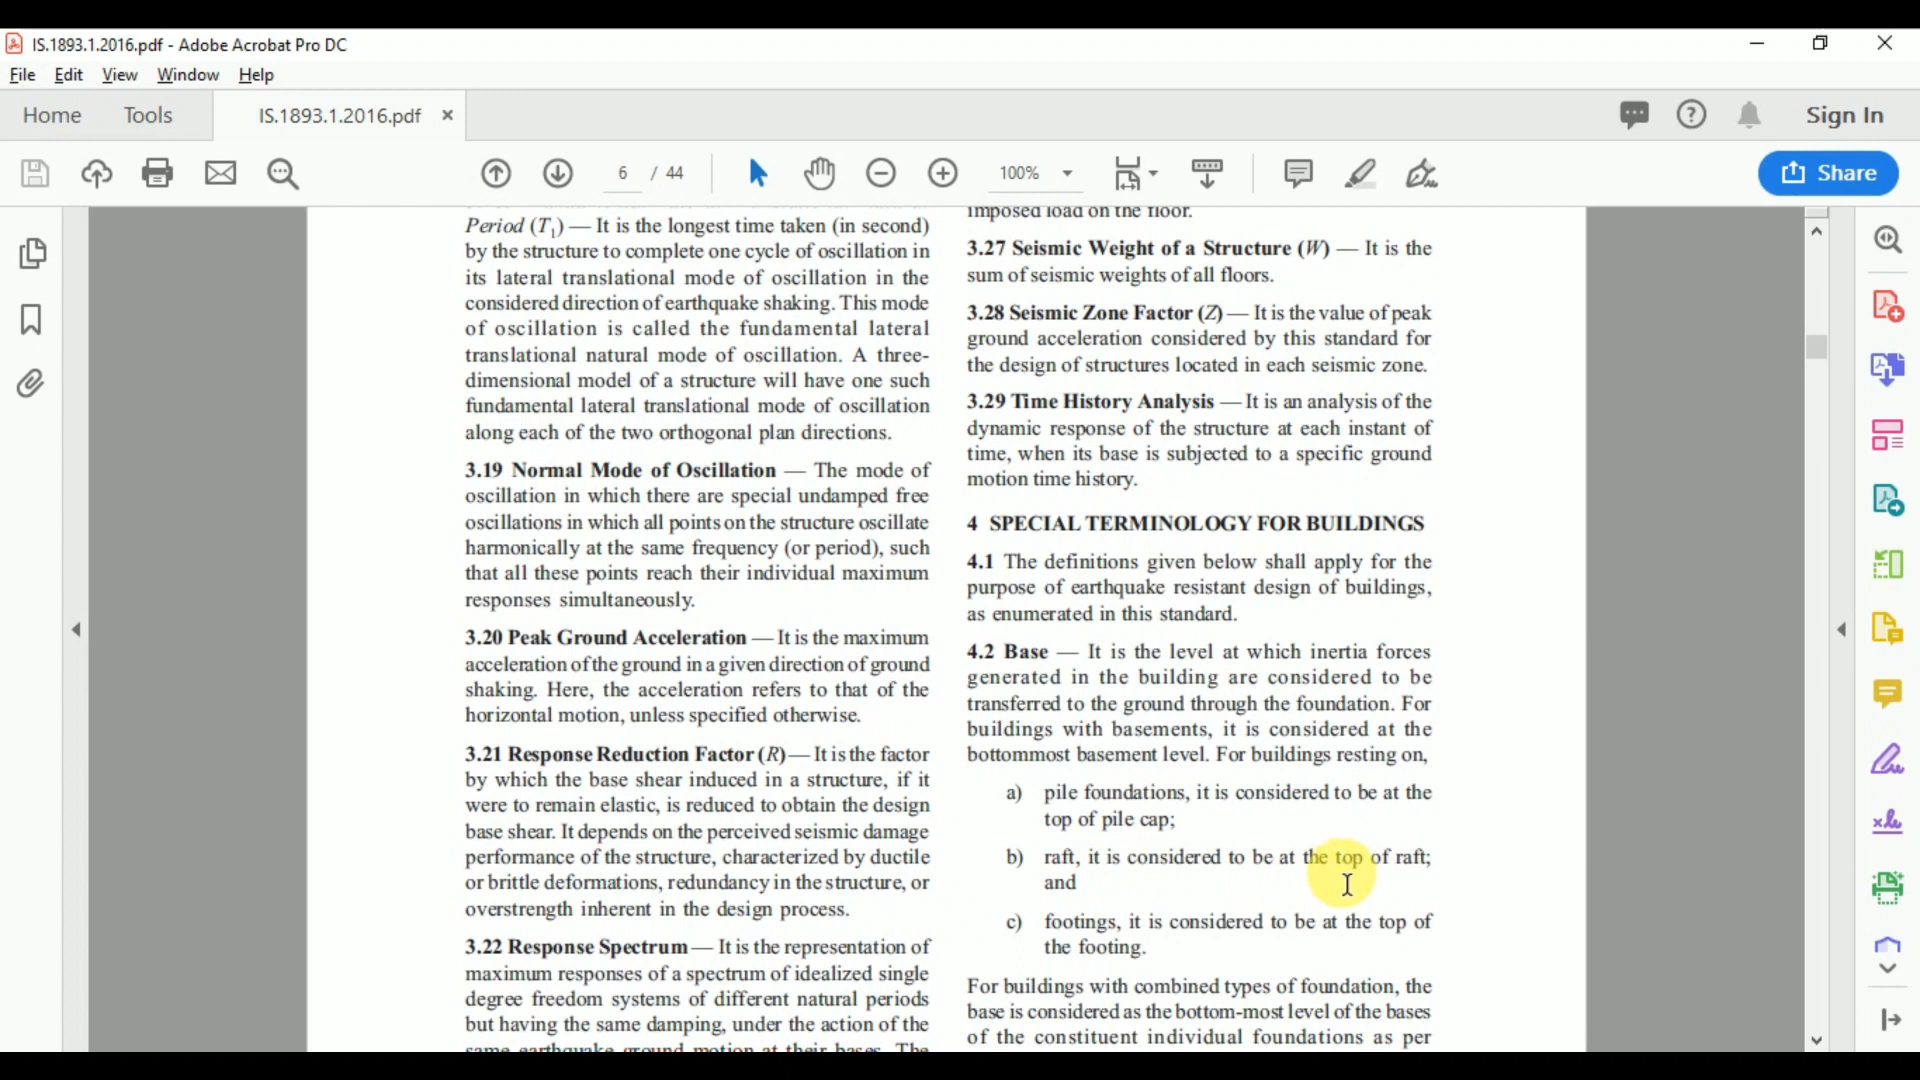 IS.1893.1.2016.pdf - Adobe Acrobat Pro DC
File Edit View Window Help
Home Tools IS.1893.1.2016.pdf × Sign In
6 / 44 100% Share
Period (T1) — It is the longest time taken (in second)
by the structure to complete one cycle of oscillation in
its lateral translational mode of oscillation in the
considered direction of earthquake shaking. This mode
of oscillation is called the fundamental lateral
translational natural mode of oscillation. A three-
dimensional model of a structure will have one such
fundamental lateral translational mode of oscillation
along each of the two orthogonal plan directions.
3.19 Normal Mode of Oscillation — The mode of
oscillation in which there are special undamped free
oscillations in which all points on the structure oscillate
harmonically at the same frequency (or period), such
that all these points reach their individual maximum
responses simultaneously.
3.20 Peak Ground Acceleration — It is the maximum
acceleration of the ground in a given direction of ground
shaking. Here, the acceleration refers to that of the
horizontal motion, unless specified otherwise.
3.21 Response Reduction Factor (R) — It is the factor
by which the base shear induced in a structure, if it
were to remain elastic, is reduced to obtain the design
base shear. It depends on the perceived seismic damage
performance of the structure, characterized by ductile
or brittle deformations, redundancy in the structure, or
overstrength inherent in the design process.
3.22 Response Spectrum — It is the representation of
maximum responses of a spectrum of idealized single
degree freedom systems of different natural periods
but having the same damping, under the action of the
same earthquake ground motion at their bases. The
imposed load on the floor.
3.27 Seismic Weight of a Structure (W) — It is the
sum of seismic weights of all floors.
3.28 Seismic Zone Factor (Z) — It is the value of peak
ground acceleration considered by this standard for
the design of structures located in each seismic zone.
3.29 Time History Analysis — It is an analysis of the
dynamic response of the structure at each instant of
time, when its base is subjected to a specific ground
motion time history.
4 SPECIAL TERMINOLOGY FOR BUILDINGS
4.1 The definitions given below shall apply for the
purpose of earthquake resistant design of buildings,
as enumerated in this standard.
4.2 Base — It is the level at which inertia forces
generated in the building are considered to be
transferred to the ground through the foundation. For
buildings with basements, it is considered at the
bottommost basement level. For buildings resting on,
a) pile foundations, it is considered to be at the
top of pile cap;
b) raft, it is considered to be at the top of raft;
and
c) footings, it is considered to be at the top of
the footing.
For buildings with combined types of foundation, the
base is considered as the bottom-most level of the bases
of the constituent individual foundations as per